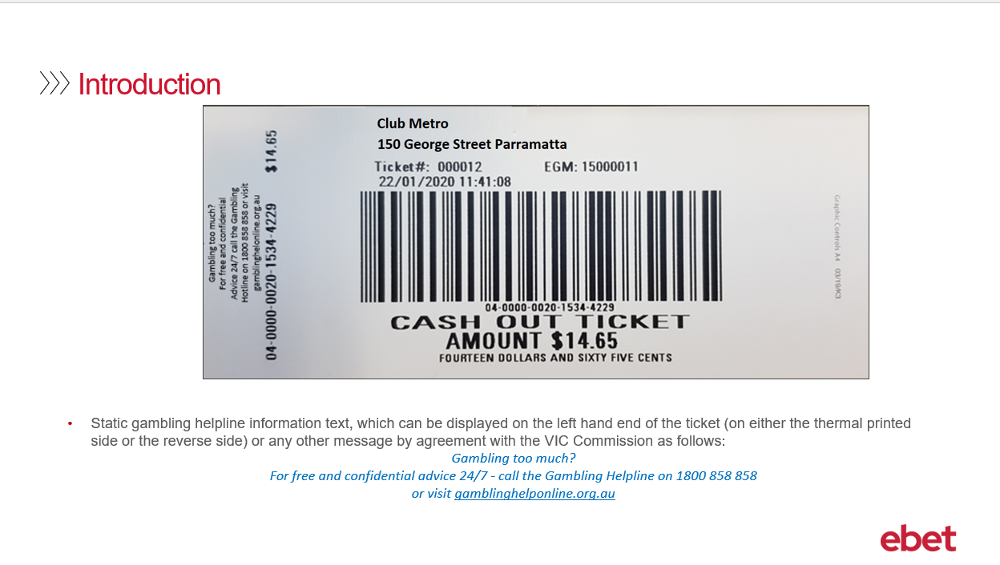 Introduction
Club Metro
150 George Street Parramatta
Ticket#: 000012 EGM: 15000011
22/01/2020 11:41:08
04-0000-0020-1534-4229
CASH OUT TICKET
AMOUNT $14.65
FOURTEEN DOLLARS AND SIXTY FIVE CENTS
Gambling too much?
For free and confidential
Advice 24/7 call the Gambling
Hotline on 1800 858 858 or visit
gamblinghelonline.org.au
04-0000-0020-1534-4229 $14.65
Graphic Controls A4 03/19/K3
• Static gambling helpline information text, which can be displayed on the left hand end of the ticket (on either the thermal printed
side or the reverse side) or any other message by agreement with the VIC Commission as follows:
Gambling too much?
For free and confidential advice 24/7 - call the Gambling Helpline on 1800 858 858
or visit gamblinghelponline.org.au
ebet